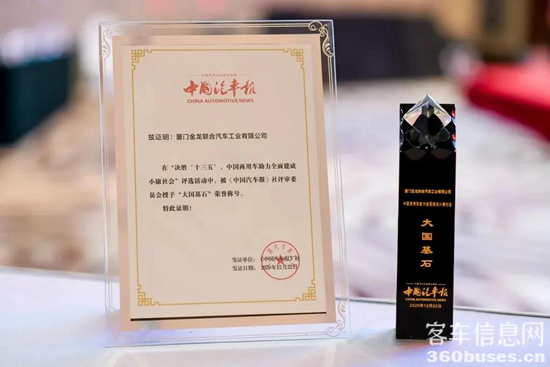 中国汽车报
CHINA AUTOMOTIVE NEWS
兹证明：厦门金龙联合汽车工业有限公司
在“决胜‘十三五’，中国商用车助力全面建成
小康社会”评选活动中，被《中国汽车报》社评审委
员会授于“大国基石”荣誉称号。
特此证明！
发证单位：《中国汽车报》社
发证日期：2020年12月22日
厦门金龙联合汽车工业有限公司
大国基石
中国汽车报
CHINA AUTOMOTIVE NEWS
2020年12月22日
客车信息网
360buses.cn